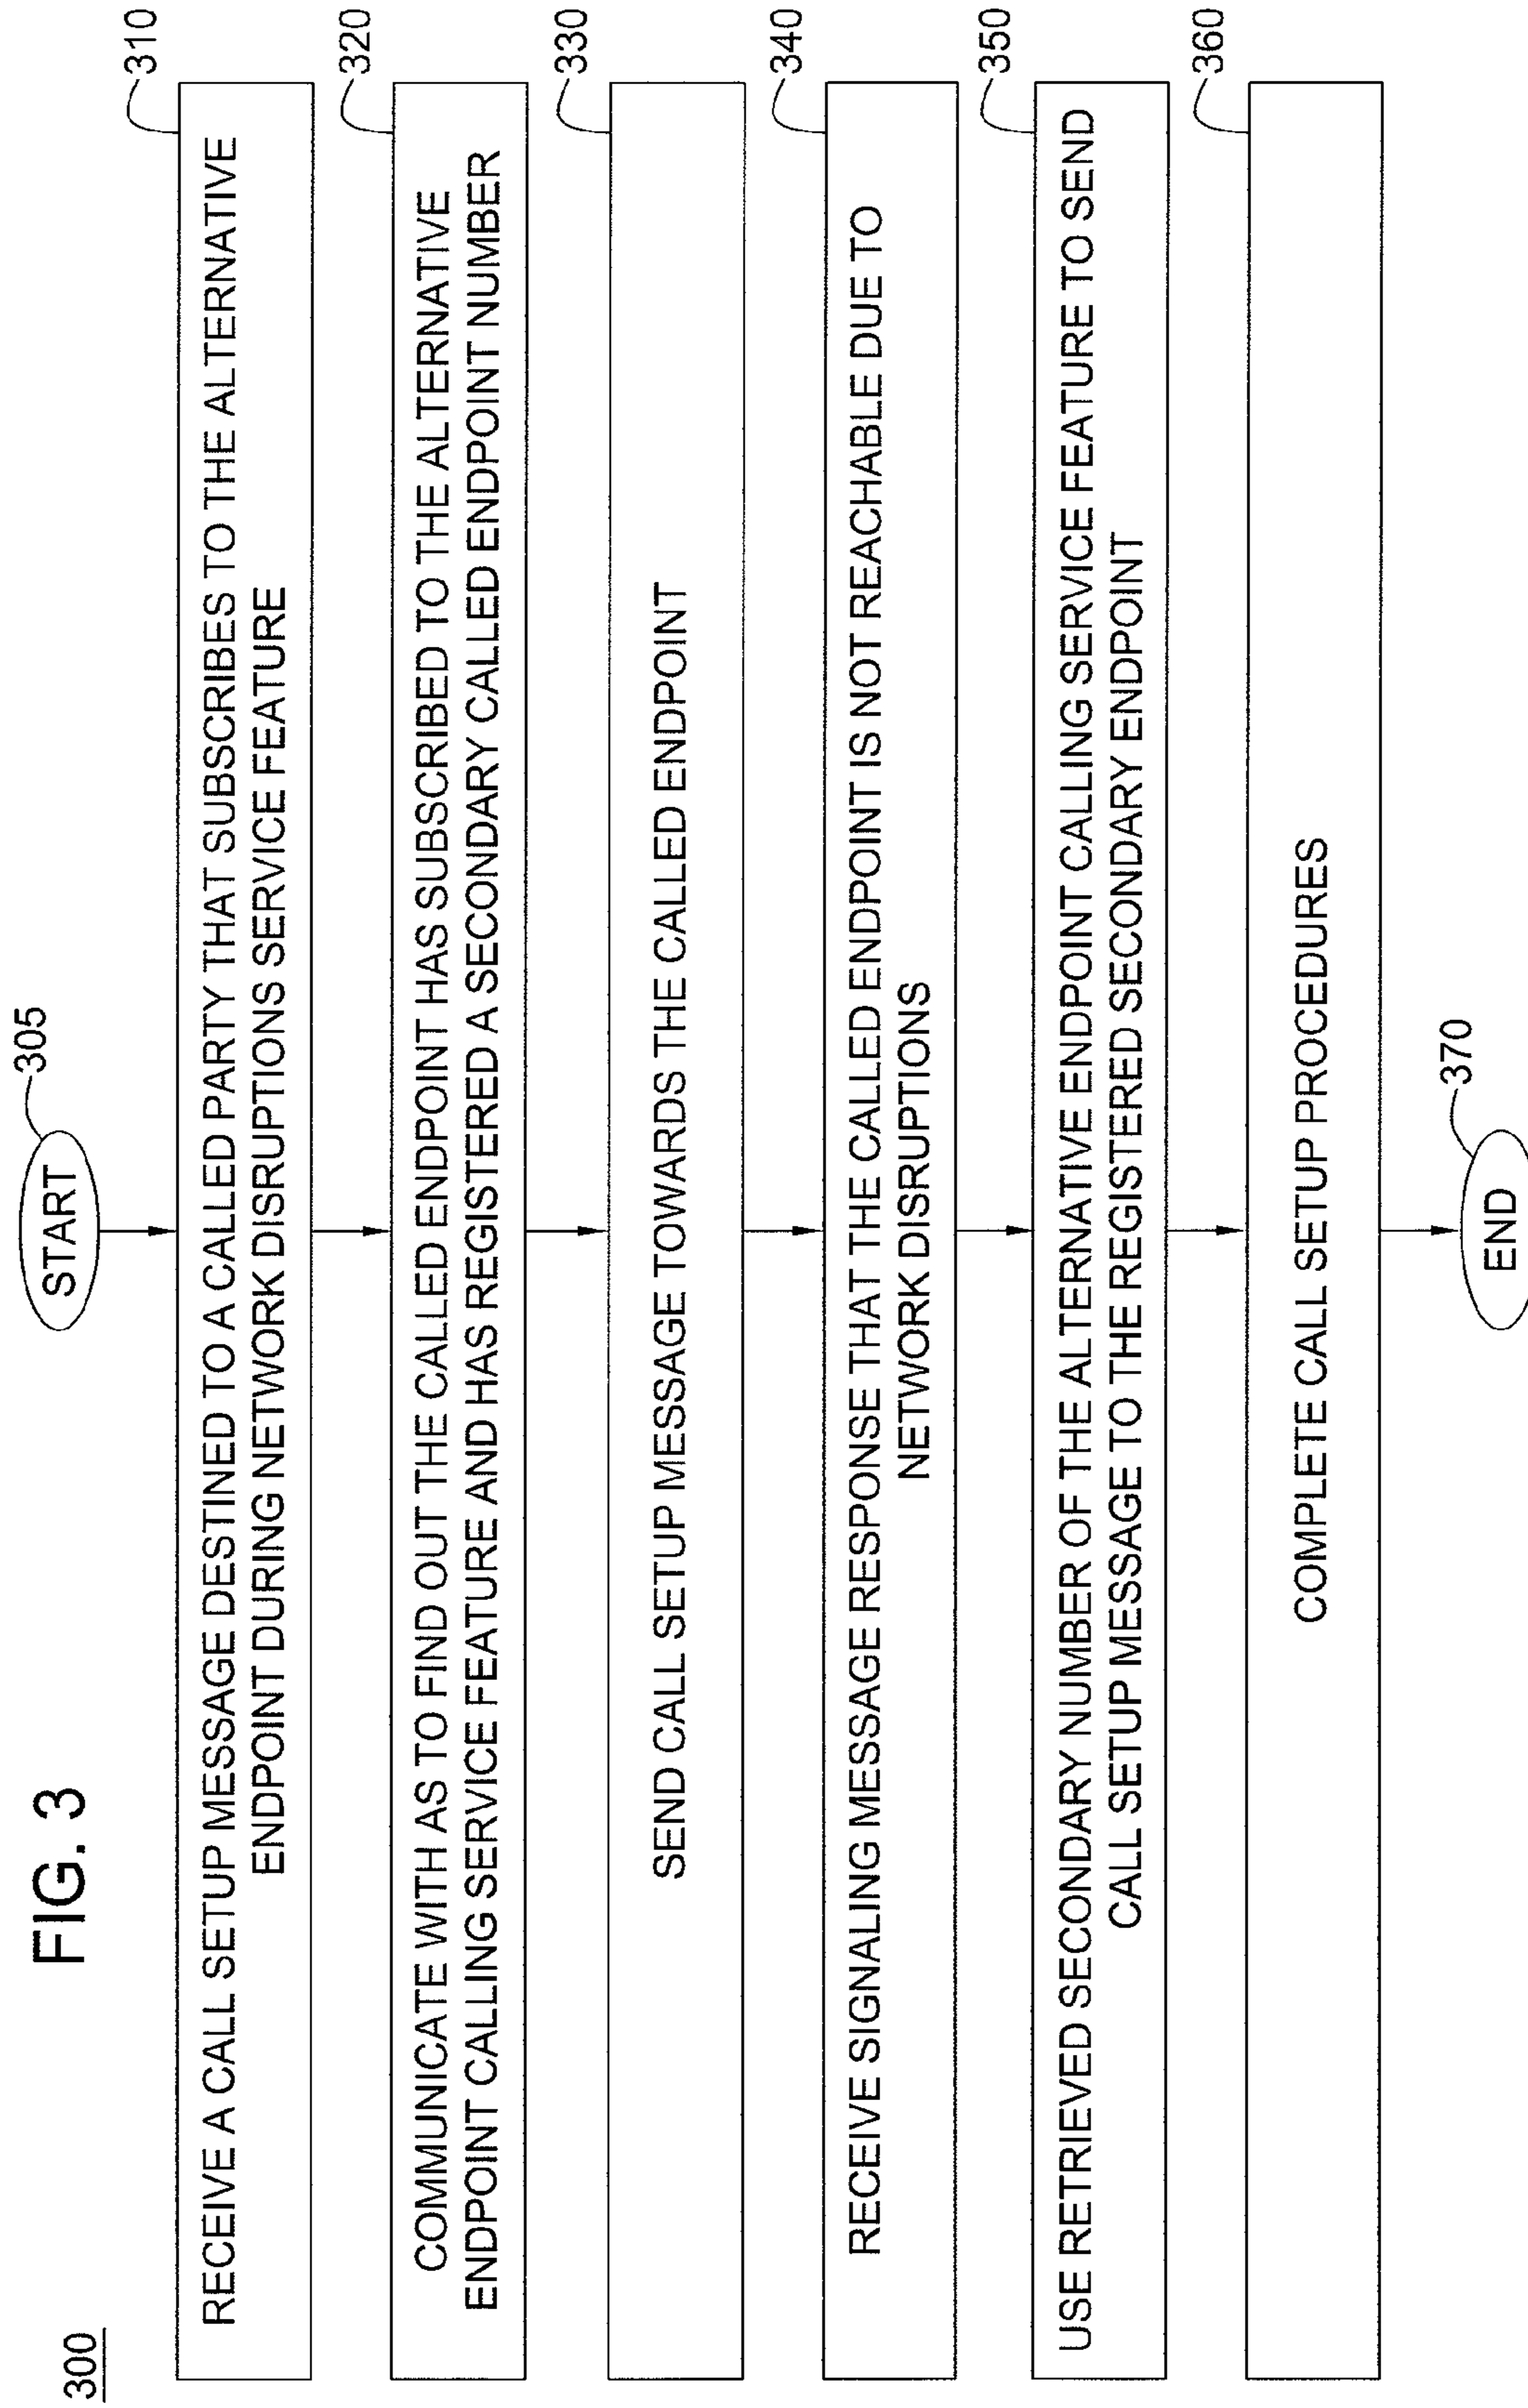 300
FIG. 3
START
305
RECEIVE A CALL SETUP MESSAGE DESTINED TO A CALLED PARTY THAT SUBSCRIBES TO THE ALTERNATIVE
ENDPOINT DURING NETWORK DISRUPTIONS SERVICE FEATURE
310
COMMUNICATE WITH AS TO FIND OUT THE CALLED ENDPOINT HAS SUBSCRIBED TO THE ALTERNATIVE
ENDPOINT CALLING SERVICE FEATURE AND HAS REGISTERED A SECONDARY CALLED ENDPOINT NUMBER
320
SEND CALL SETUP MESSAGE TOWARDS THE CALLED ENDPOINT
330
RECEIVE SIGNALING MESSAGE RESPONSE THAT THE CALLED ENDPOINT IS NOT REACHABLE DUE TO
NETWORK DISRUPTIONS
340
USE RETRIEVED SECONDARY NUMBER OF THE ALTERNATIVE ENDPOINT CALLING SERVICE FEATURE TO SEND
CALL SETUP MESSAGE TO THE REGISTERED SECONDARY ENDPOINT
350
COMPLETE CALL SETUP PROCEDURES
360
END
370